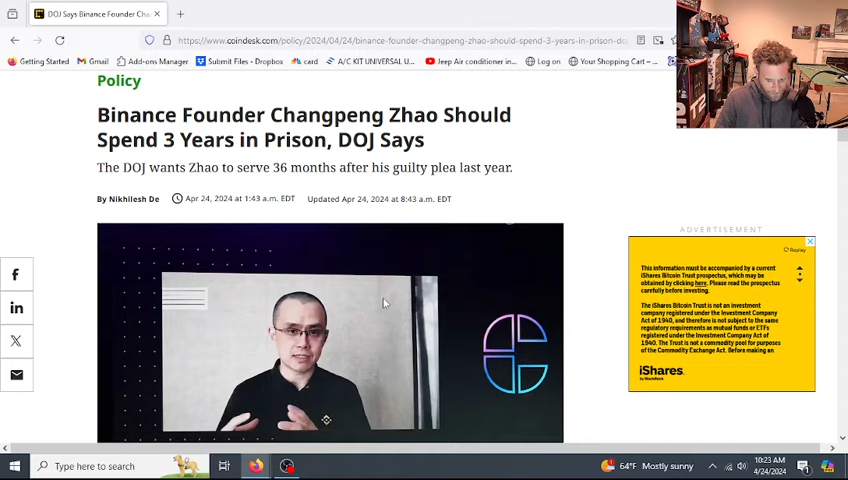 DOJ Says Binance Founder Cha
https://www.coindesk.com/policy/2024/04/24/binance-founder-changpeng-zhao-should-spend-3-years-in-prison-do
Getting Started
Gmail
Add-ons Manager
Submit Files - Dropbox
card
A/C KIT UNIVERSAL U...
Jeep Air conditioner in...
Log on
Your Shopping Cart - ...
Policy
Binance Founder Changpeng Zhao Should
Spend 3 Years in Prison, DOJ Says
The DOJ wants Zhao to serve 36 months after his guilty plea last year.
By Nikhilesh De
Apr 24, 2024 at 1:43 a.m. EDT
Updated Apr 24, 2024 at 8:43 a.m. EDT
ADVERTISEMENT
Replay
This information must be accompanied by a current
iShares Bitcoin Trust prospectus, which may be
obtained by clicking here. Please read the prospectus
carefully before investing.
The iShares Bitcoin Trust is not an investment
company registered under the Investment Company
Act of 1940, and therefore is not subject to the
same regulatory requirements as mutual funds or ETFs
registered under the Investment Company Act of
1940. The Trust is not a commodity pool for purposes
of the Commodity Exchange Act. Before making an
iShares.
by BlackRock
Type here to search
64°F Mostly sunny
10:23 AM
4/24/2024